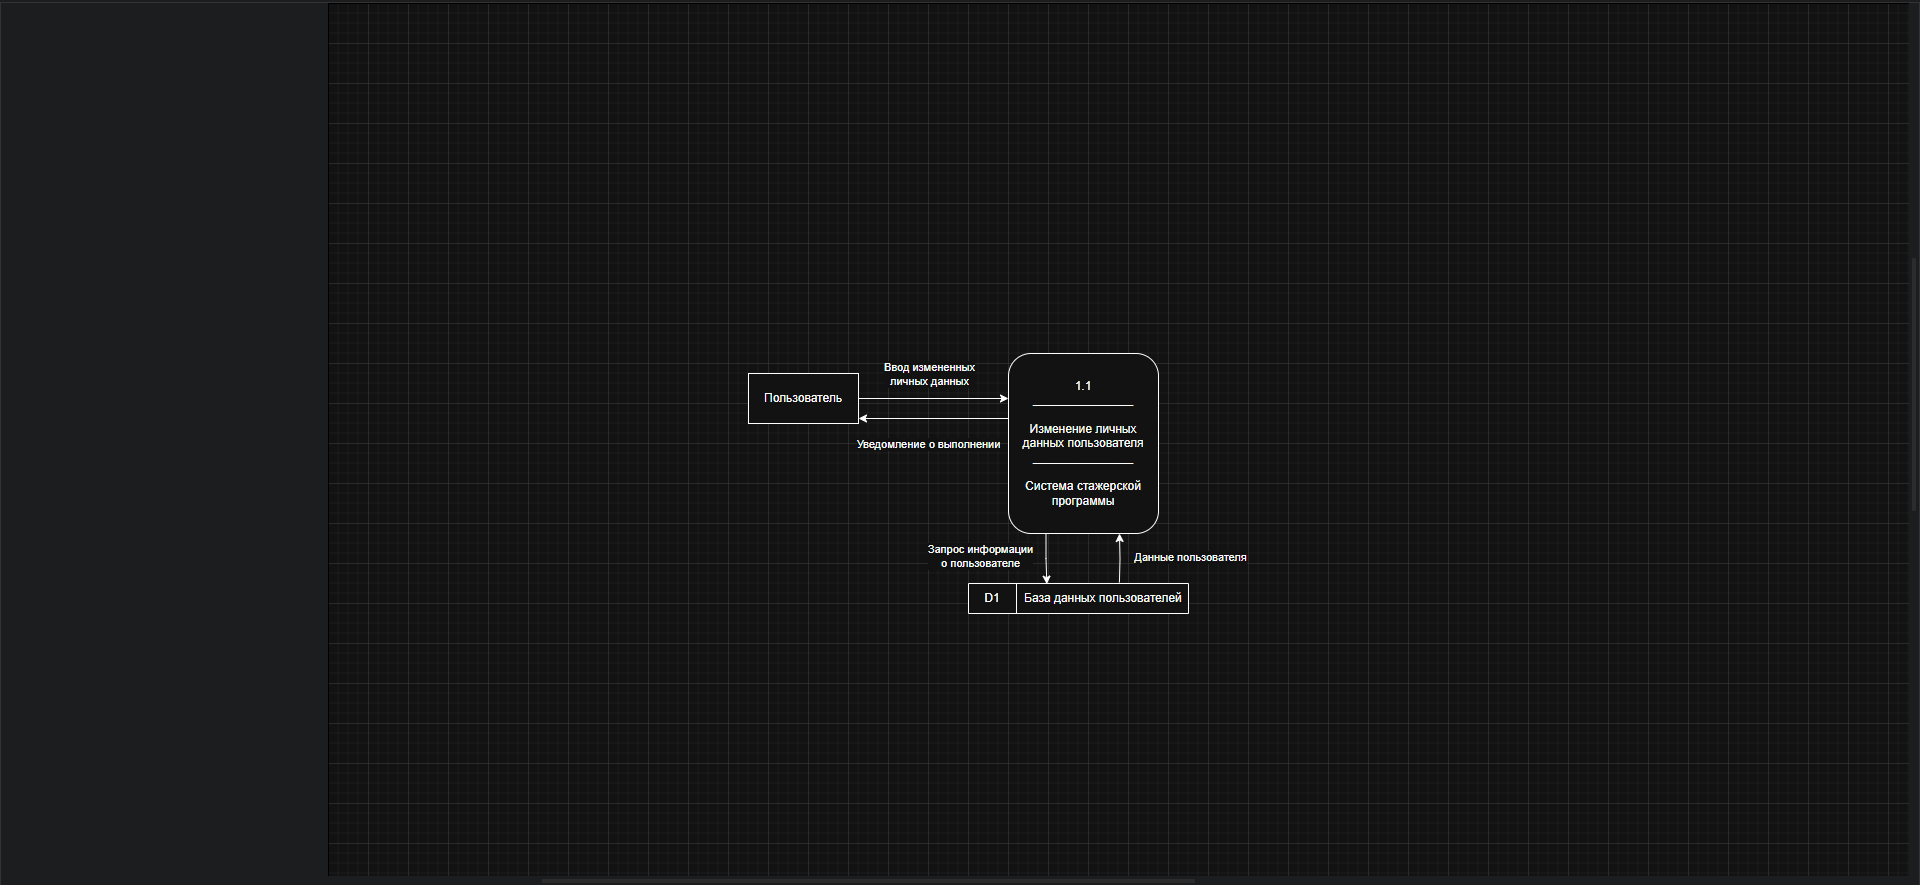 Ввод измененных
личных данных
Пользователь
Уведомление о выполнении
1.1
Изменение личных
данных пользователя
Система стажерской
программы
Запрос информации
о пользователе
Данные пользователя
D1
База данных пользователей